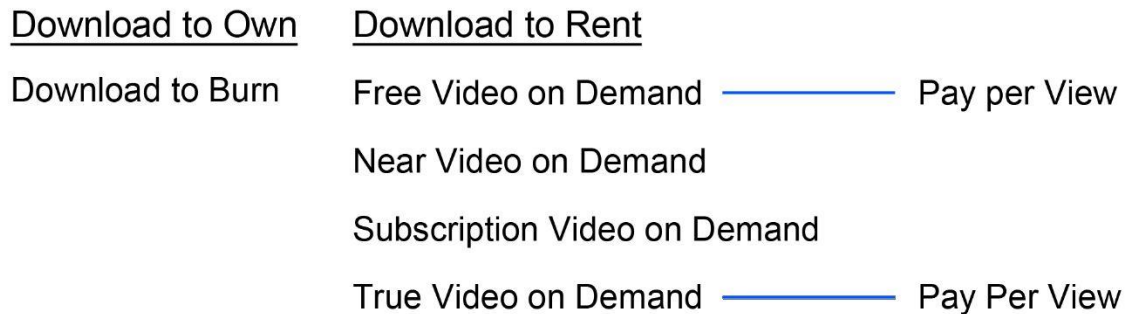 Download to Own Download to Rent
Download to Burn Free Video on Demand Pay per View
Near Video on Demand
Subscription Video on Demand
True Video on Demand Pay Per View